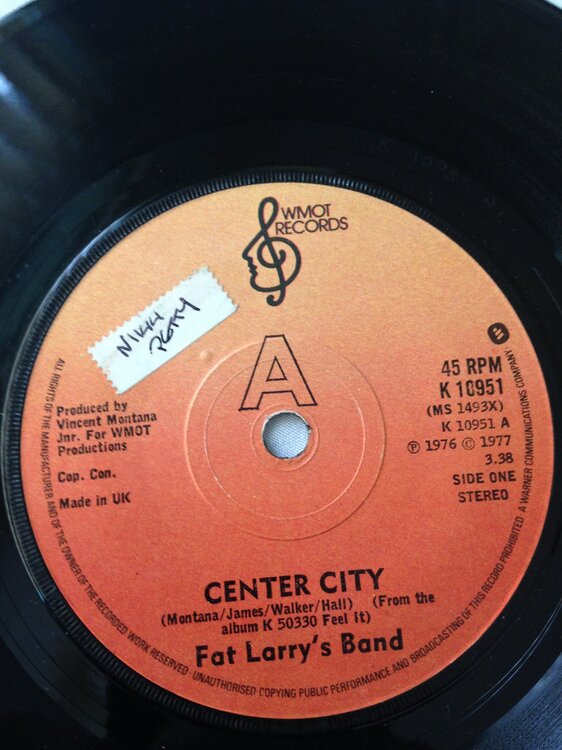 WMOT
RECORDS
NIKKI
A
Produced by
Vincent Montana
Jnr. For WMOT
Productions
Cop. Con.
Made in UK
45 RPM
K 10951
(MS 1493X)
K 10951 A
Ⓟ 1976 © 1977
3.38
SIDE ONE
STEREO
CENTER CITY
(Montana/James/Walker/Hall) (From the
album K 50330 Feel It)
Fat Larry's Band
ALL RIGHTS OF THE MANUFACTURER AND OF THE OWNER OF THE RECORDED WORK RESERVED · UNAUTHORISED COPYING PUBLIC PERFORMANCE AND BROADCASTING OF THIS RECORD PROHIBITED. A WARNER COMMUNICATIONS COMPANY